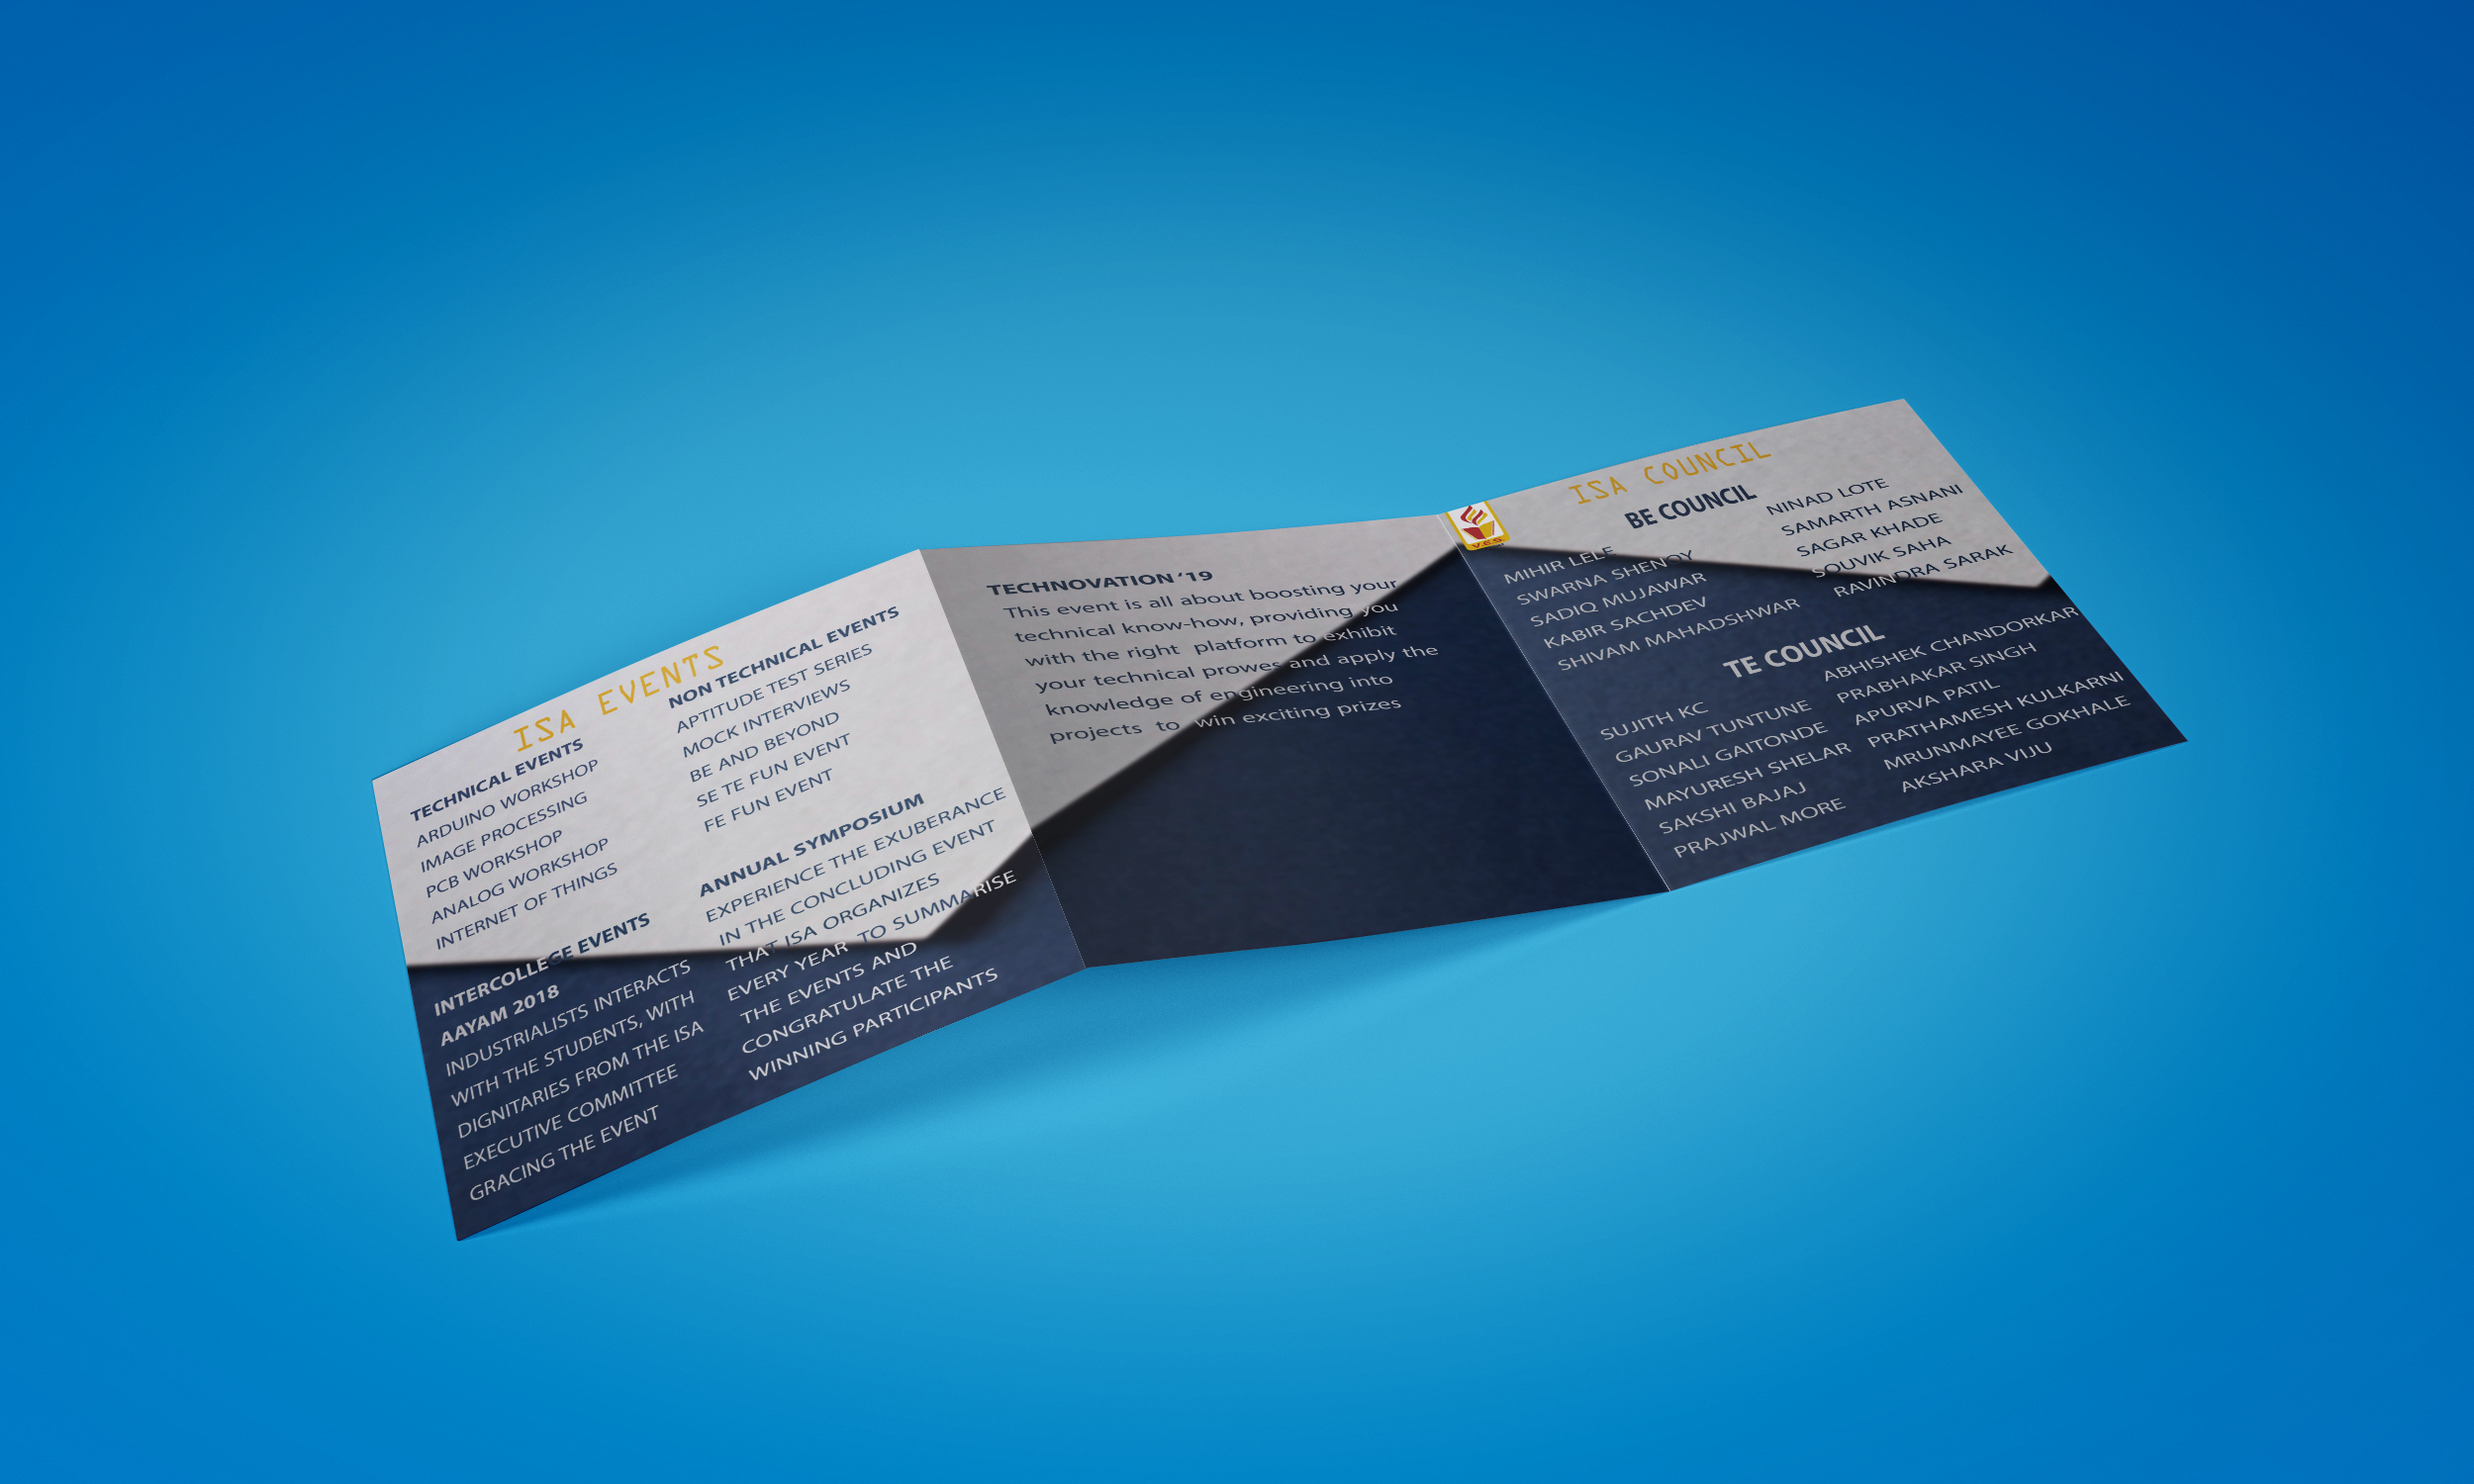 ISA EVENTS
TECHNICAL EVENTS
ARDUINO WORKSHOP
IMAGE PROCESSING
PCB WORKSHOP
ANALOG WORKSHOP
INTERNET OF THINGS
INTERCOLLEGE EVENTS
AAYAM 2018
INDUSTRIALISTS INTERACTS
WITH THE STUDENTS, WITH
DIGNITARIES FROM THE ISA
EXECUTIVE COMMITTEE
GRACING THE EVENT
NON TECHNICAL EVENTS
APTITUDE TEST SERIES
MOCK INTERVIEWS
BE AND BEYOND
SE TE FUN EVENT
FE FUN EVENT
ANNUAL SYMPOSIUM
EXPERIENCE THE EXUBERANCE
IN THE CONCLUDING EVENT
THAT ISA ORGANIZES
EVERY YEAR TO SUMMARISE
THE EVENTS AND
CONGRATULATE THE
WINNING PARTICIPANTS
TECHNOVATION '19
This event is all about boosting your
technical know-how, providing you
with the right platform to exhibit
your technical prowes and apply the
knowledge of engineering into
projects to win exciting prizes
V.E.S.
ISA COUNCIL
BE COUNCIL
MIHIR LELE
SWARNA SHENOY
SADIQ MUJAWAR
KABIR SACHDEV
SHIVAM MAHADSHWAR
NINAD LOTE
SAMARTH ASNANI
SAGAR KHADE
SOUVIK SAHA
RAVINDRA SARAK
TE COUNCIL
SUJITH KC
GAURAV TUNTUNE
SONALI GAITONDE
MAYURESH SHELAR
SAKSHI BAJAJ
PRAJWAL MORE
ABHISHEK CHANDORKAR
PRABHAKAR SINGH
APURVA PATIL
PRATHAMESH KULKARNI
MRUNMAYEE GOKHALE
AKSHARA VIJU